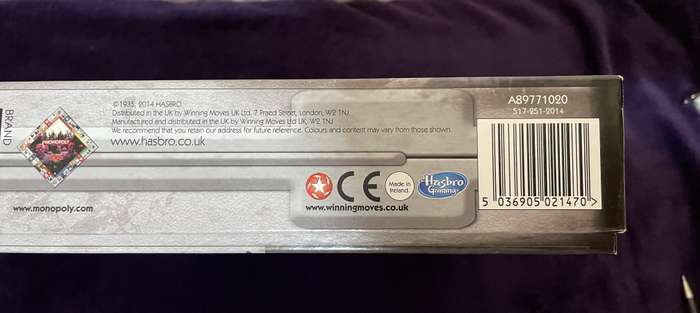 BRAND
MONOPOLY
www.monopoly.com
©1935, 2014 HASBRO
Distributed in the UK by Winning Moves UK Ltd, 7 Praed Street, London, W2 1NJ.
Manufactured and distributed in the UK by Winning Moves Ltd UK, W2 1NJ
We recommend that you retain our address for future reference. Colours and content may vary from those shown.
www.hasbro.co.uk
CE
Made in
Ireland.
Hasbro
Gaming
www.winningmoves.co.uk
A89771020
517-251-2014
5 036905 021470>